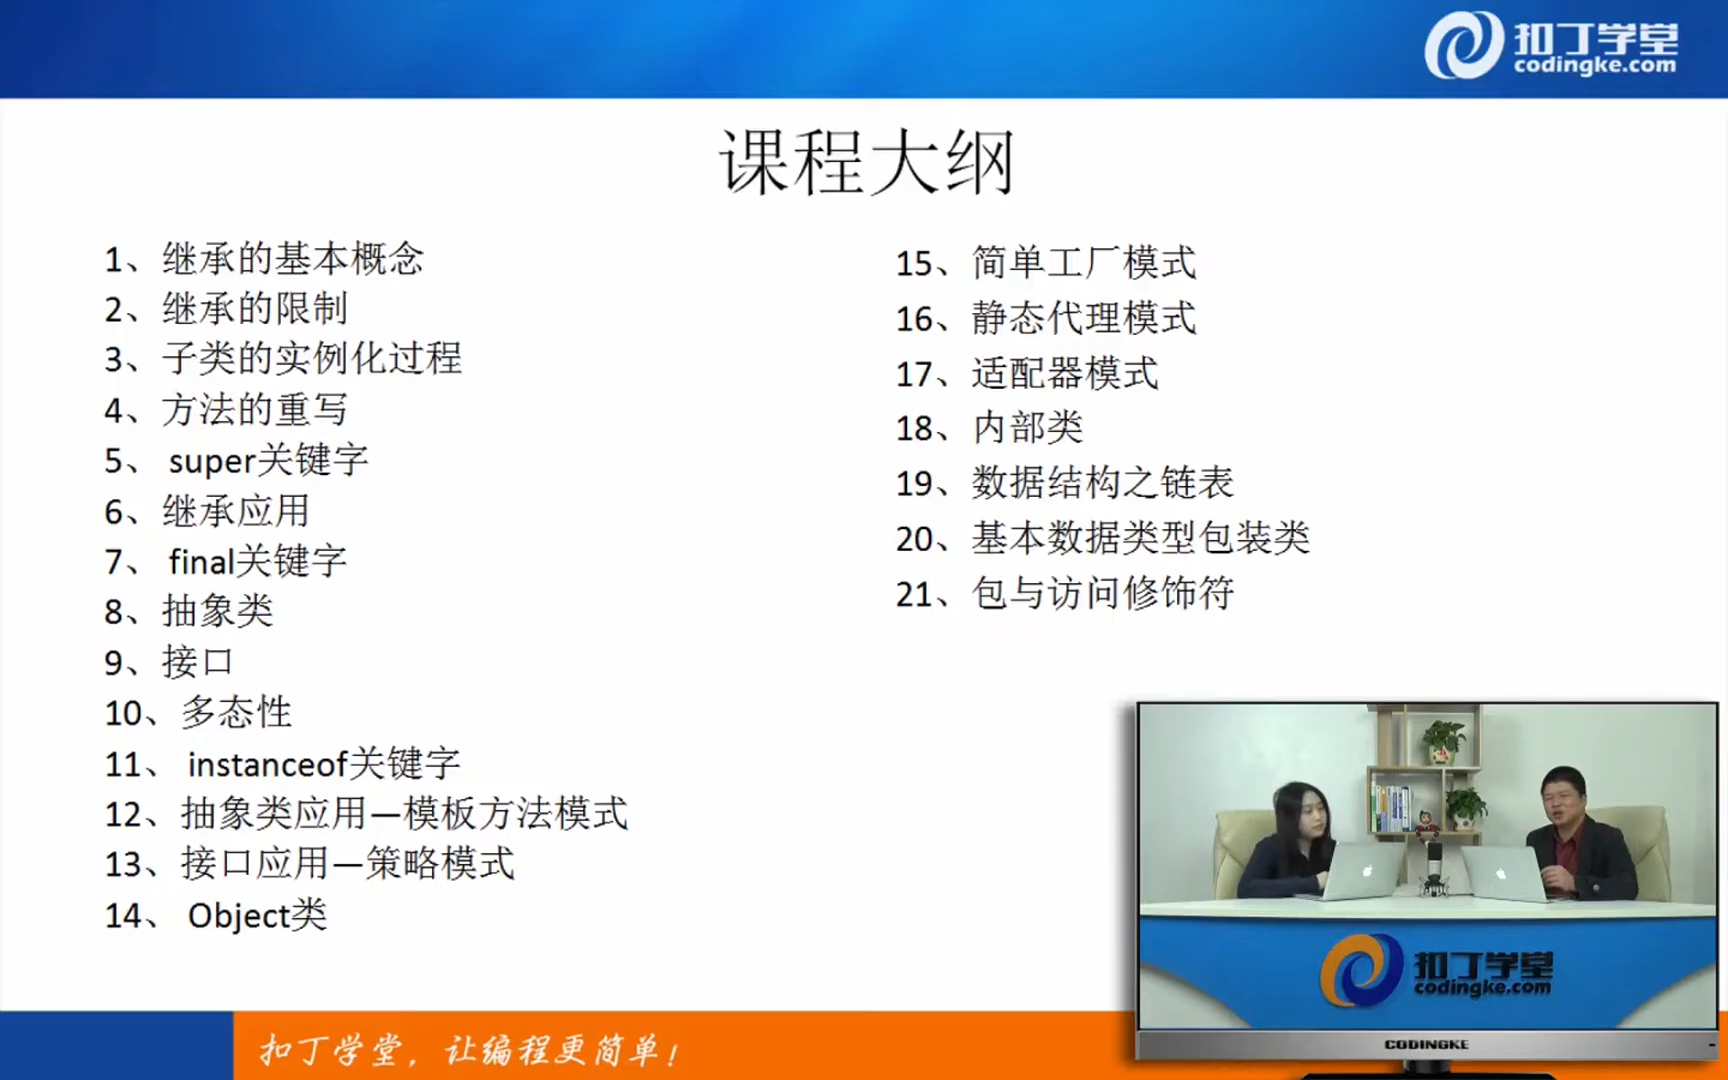 扣丁学堂
codingke.com
课程大纲
1、继承的基本概念
2、继承的限制
3、子类的实例化过程
4、方法的重写
5、 super关键字
6、继承应用
7、 final关键字
8、抽象类
9、接口
10、多态性
11、 instanceof关键字
12、抽象类应用—模板方法模式
13、接口应用—策略模式
14、 Object类
15、简单工厂模式
16、静态代理模式
17、适配器模式
18、内部类
19、数据结构之链表
20、基本数据类型包装类
21、包与访问修饰符
扣丁学堂
codingke.com
CODINGKE
扣丁学堂，让编程更简单！